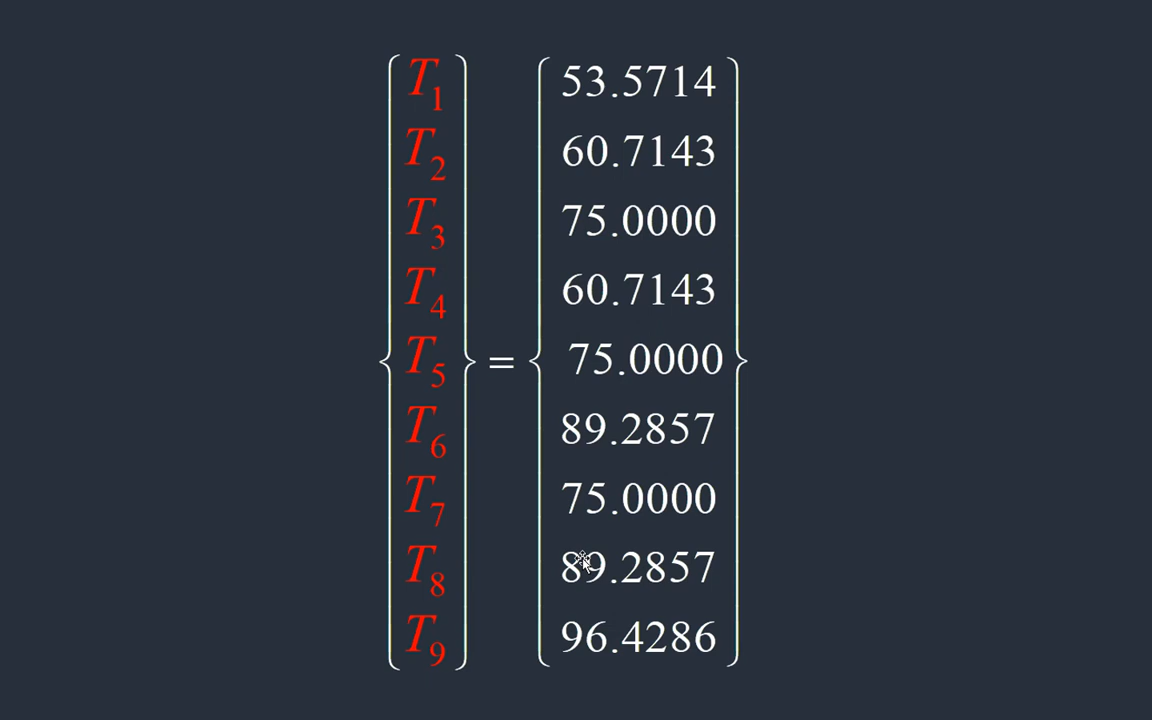 T1 53.5714
T2 60.7143
T3 75.0000
T4 60.7143
T5 = 75.0000
T6 89.2857
T7 75.0000
T8 89.2857
T9 96.4286